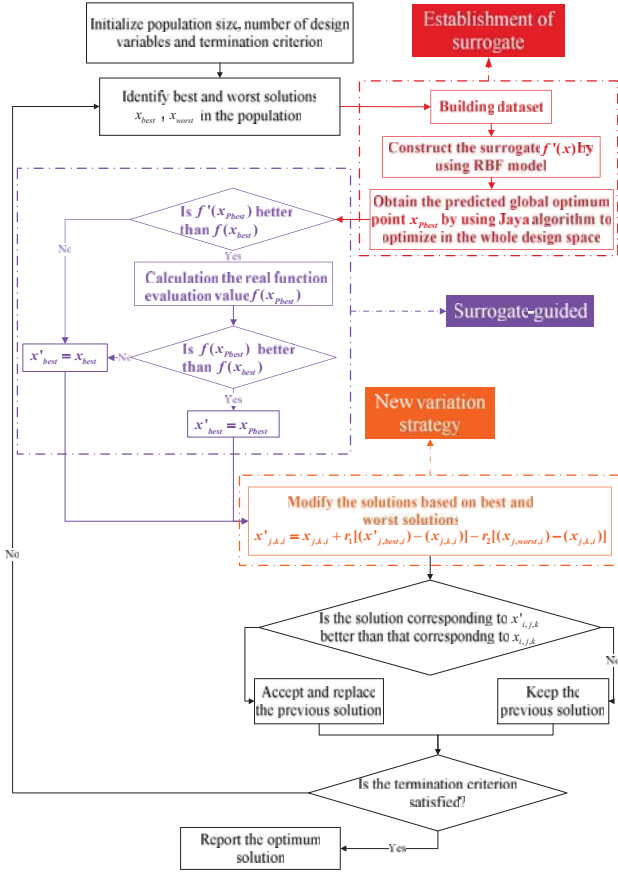 Initialize population size, number of design
variables and termination criterion
Establishment of
surrogate
Identify best and worst solutions
x_best , x_worst in the population
Building dataset
Construct the surrogate f'(x) by
using RBF model
Obtain the predicted global optimum
point x_Pbest by using Jaya algorithm to
optimize in the whole design space
Is f'(x_Pbest) better
than f(x_best)
No
Yes
Calculation the real function
evaluation value f(x_Pbest)
Surrogate-guided
Is f(x_Pbest) better
than f(x_best)
No
x'_best = x_best
Yes
x'_best = x_Pbest
New variation
strategy
Modify the solutions based on best and
worst solutions
x'_j,k,i = x_j,k,i + r_1[(x'_j,best,i) − (x_j,k,i)] − r_2[(x_j,worst,i) − (x_j,k,i)]
No
Is the solution corresponding to x'_i,j,k
better than that correspondng to x_i,j,k
No
Accept and replace
the previous solution
Keep the
previous solution
Is the termination criterion
satisfied?
Yes
Report the optimum
solution